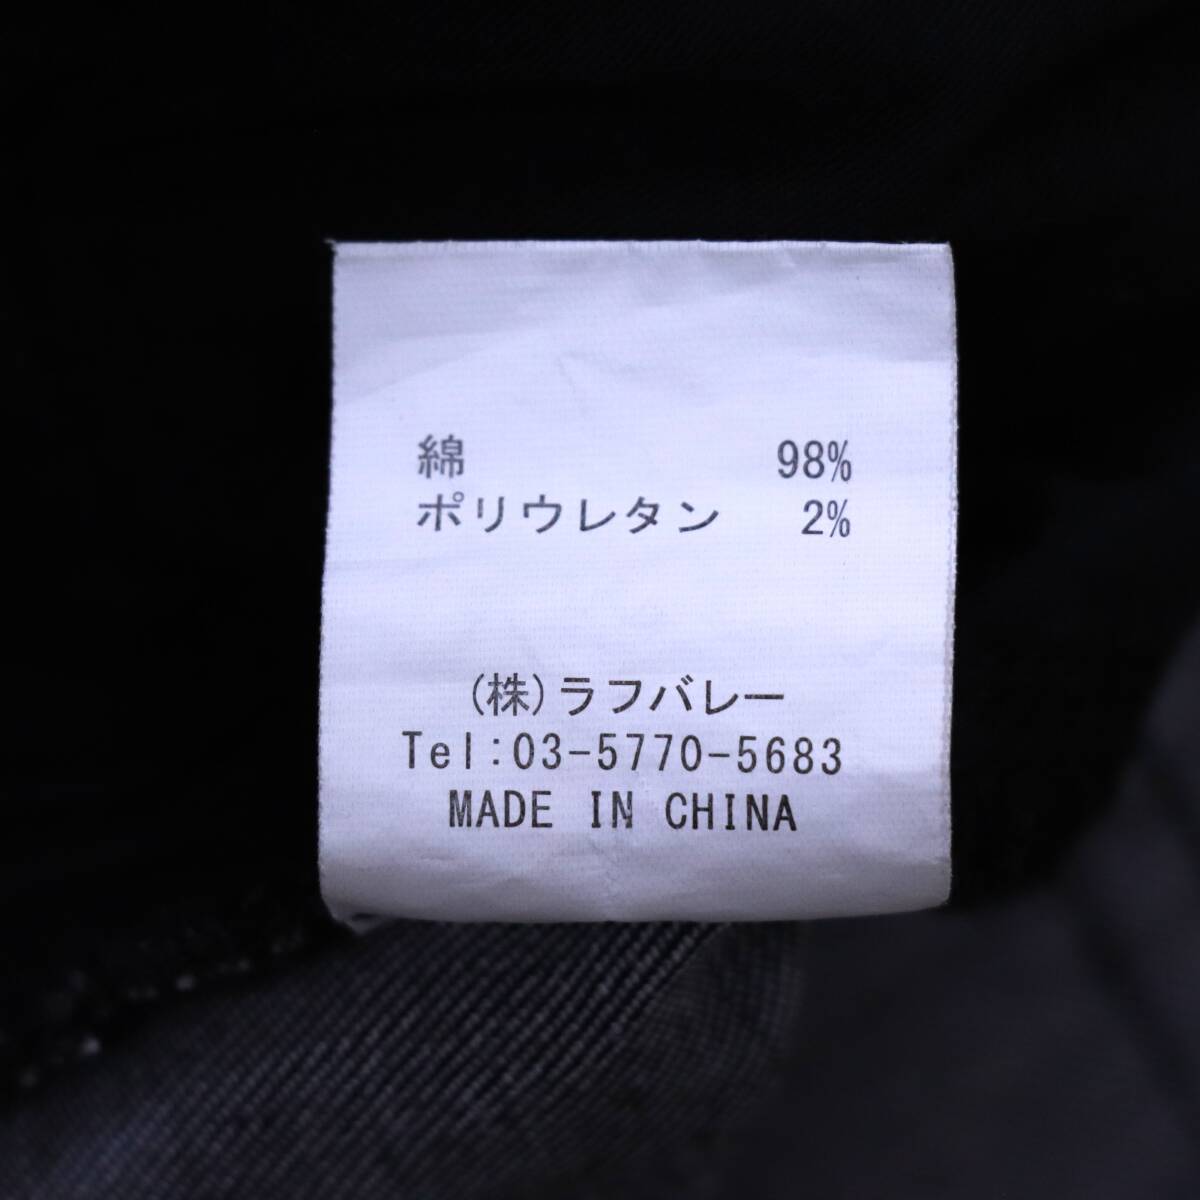 綿 98%
ポリウレタン 2%
(株)ラフバレー
Tel:03-5770-5683
MADE IN CHINA